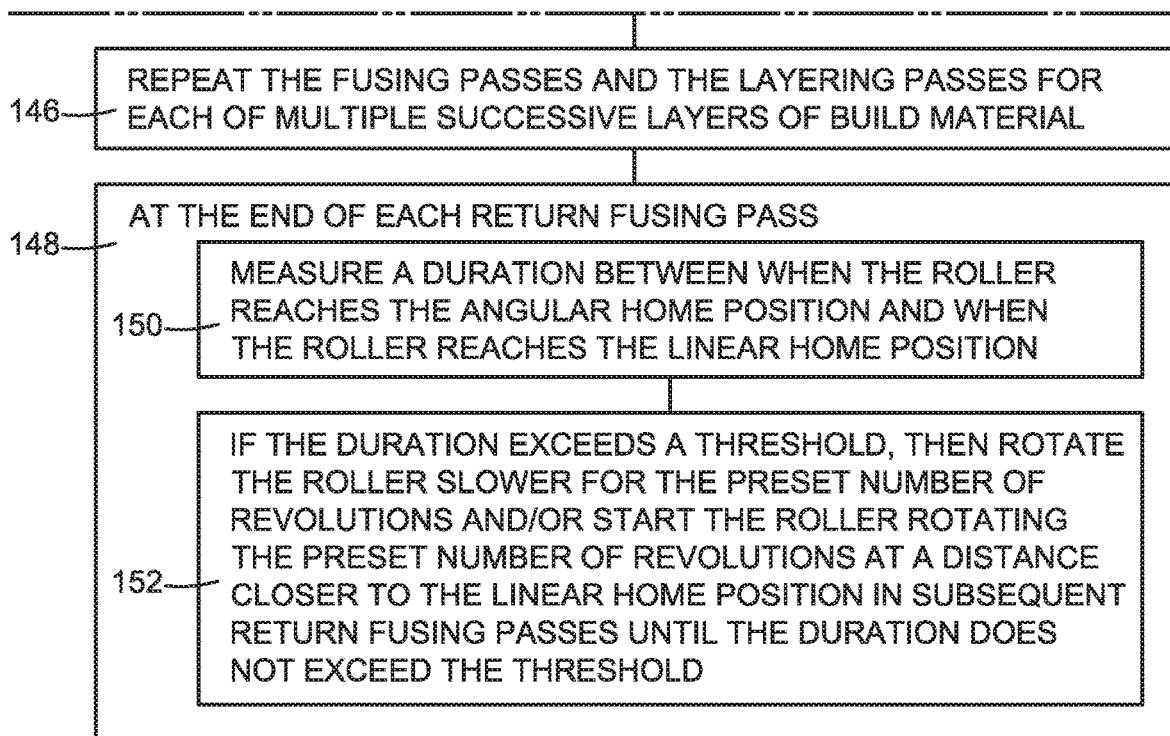 REPEAT THE FUSING PASSES AND THE LAYERING PASSES FOR
146 EACH OF MULTIPLE SUCCESSIVE LAYERS OF BUILD MATERIAL
AT THE END OF EACH RETURN FUSING PASS
148
MEASURE A DURATION BETWEEN WHEN THE ROLLER
REACHES THE ANGULAR HOME POSITION AND WHEN
150
THE ROLLER REACHES THE LINEAR HOME POSITION
IF THE DURATION EXCEEDS A THRESHOLD, THEN ROTATE
THE ROLLER SLOWER FOR THE PRESET NUMBER OF
REVOLUTIONS AND/OR START THE ROLLER ROTATING
THE PRESET NUMBER OF REVOLUTIONS AT A DISTANCE
152
CLOSER TO THE LINEAR HOME POSITION IN SUBSEQUENT
RETURN FUSING PASSES UNTIL THE DURATION DOES
NOT EXCEED THE THRESHOLD